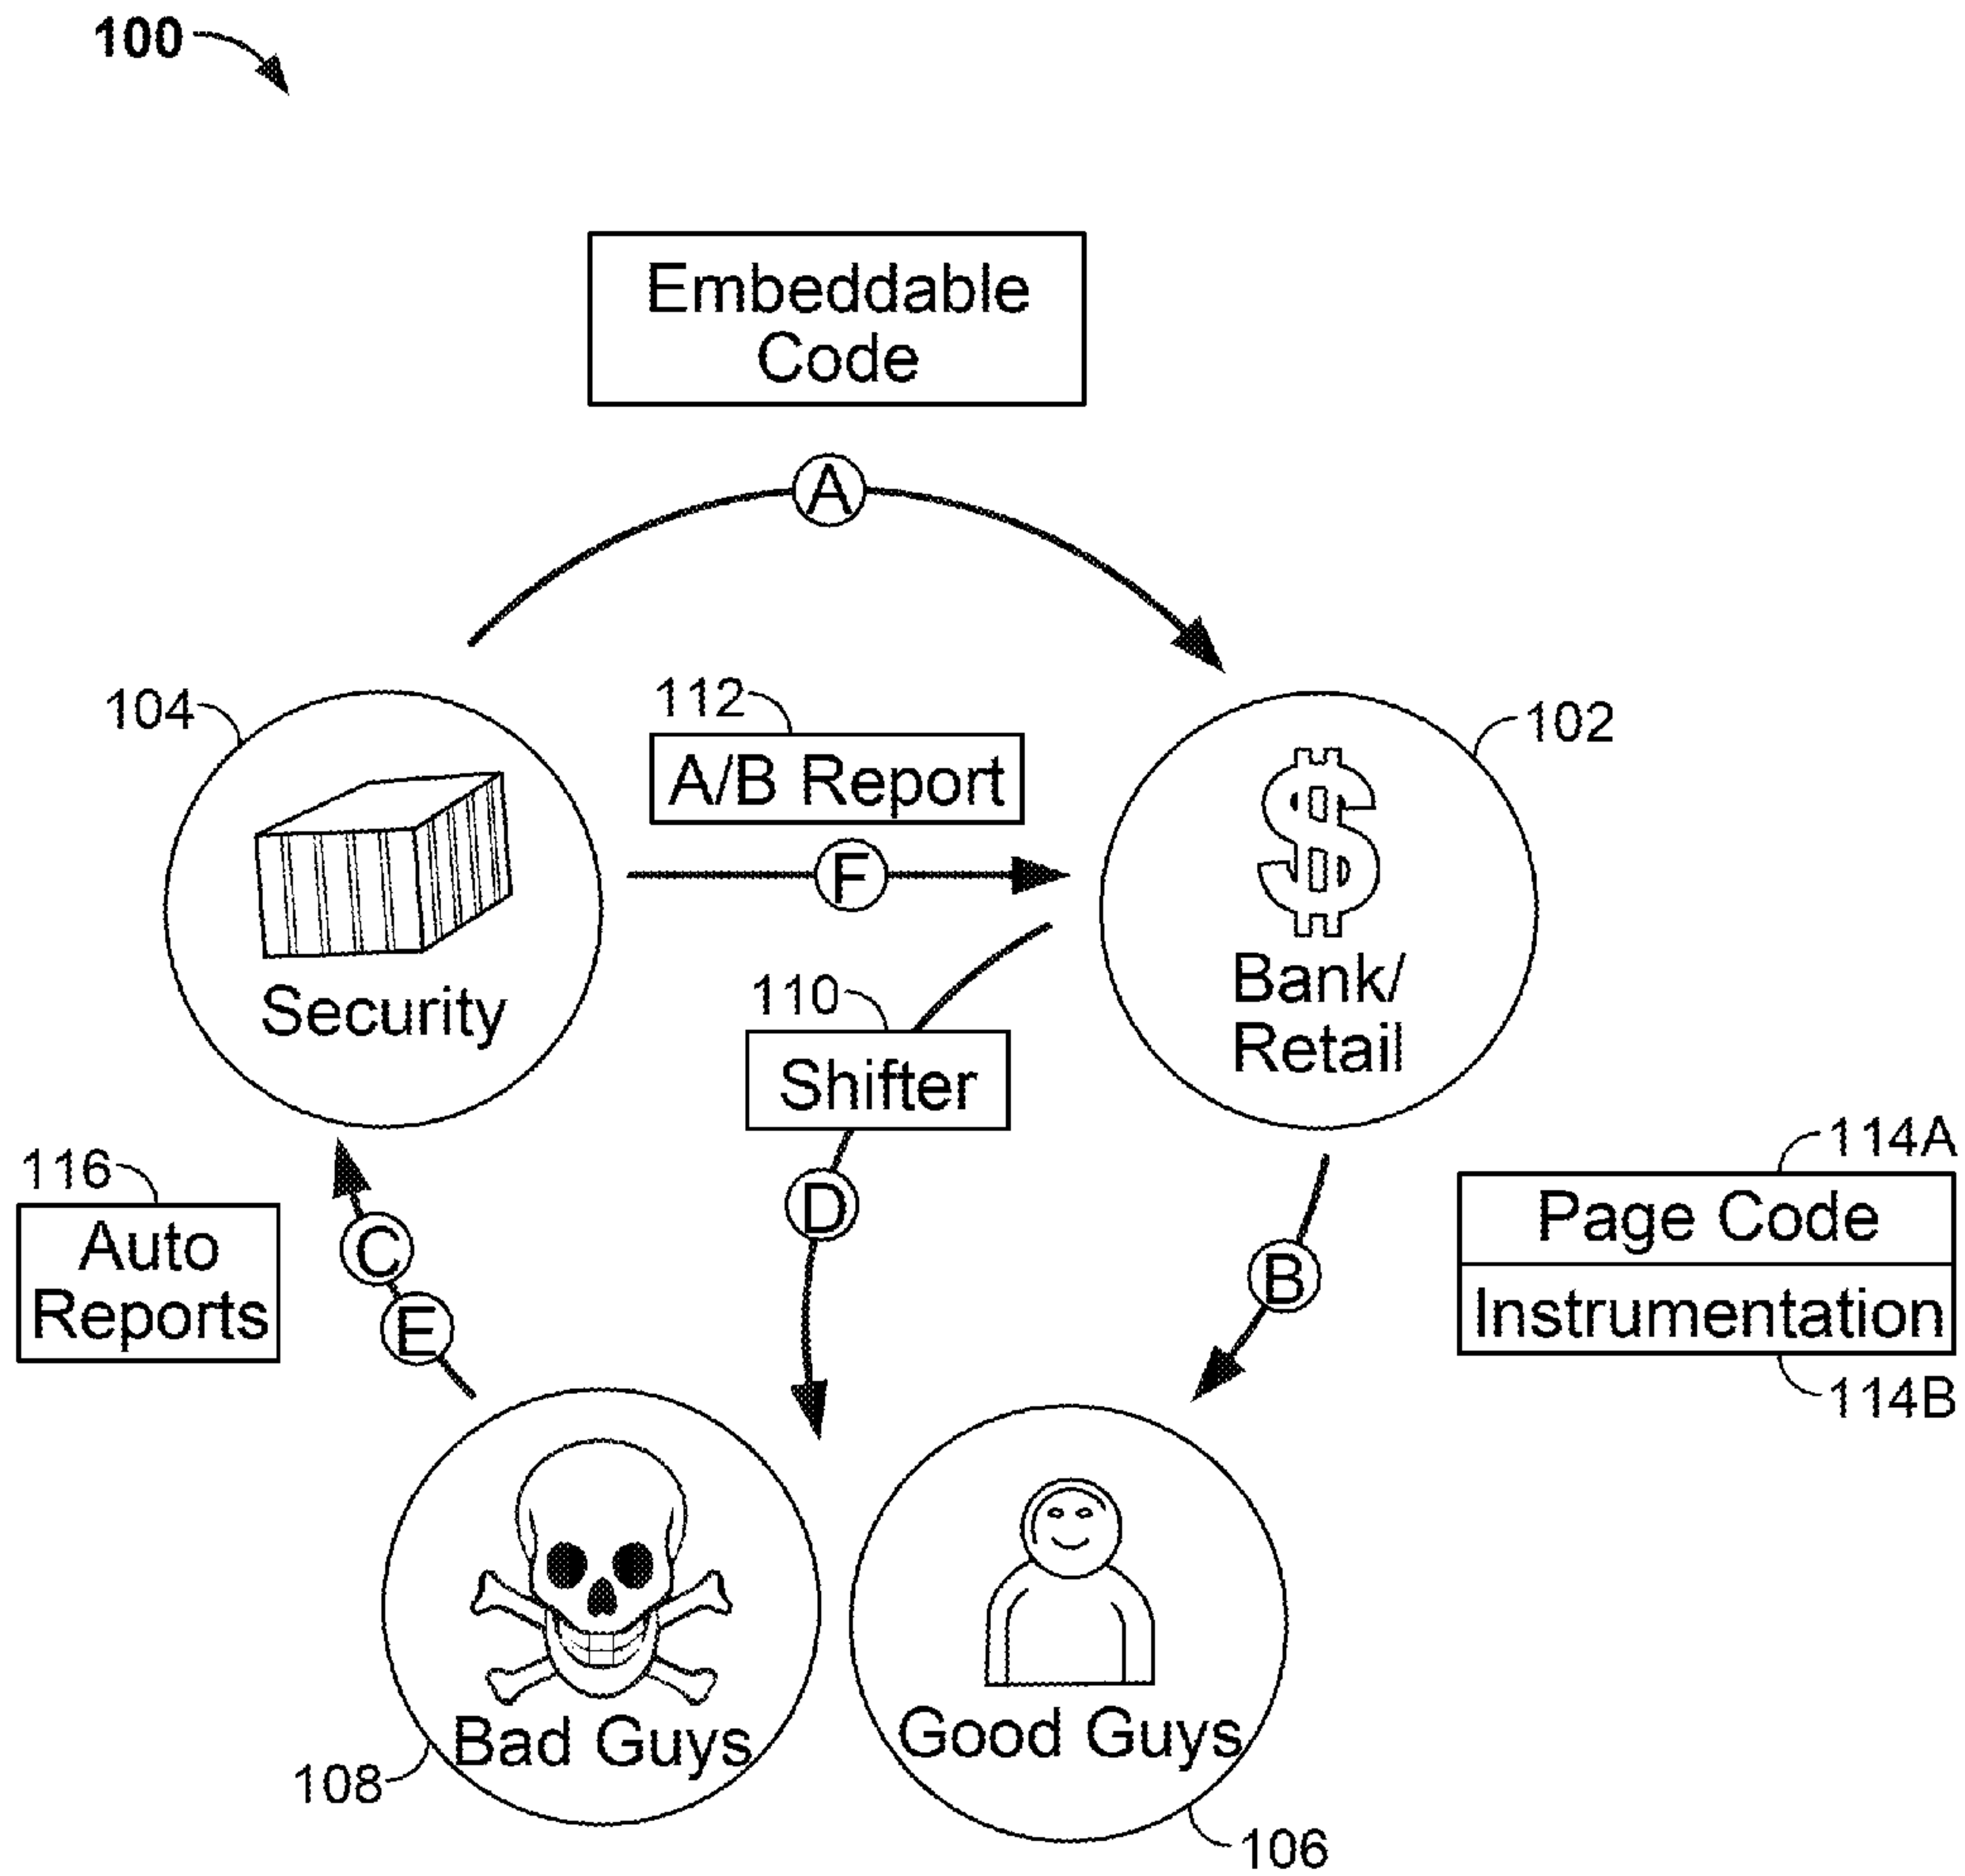 100
Embeddable
Code
A
104
112
102
A/B Report
F
Security
110
Bank/
Retail
Shifter
116
114A
Auto
Reports
C
D
Page Code
B
Instrumentation
E
114B
Bad Guys
Good Guys
108
106